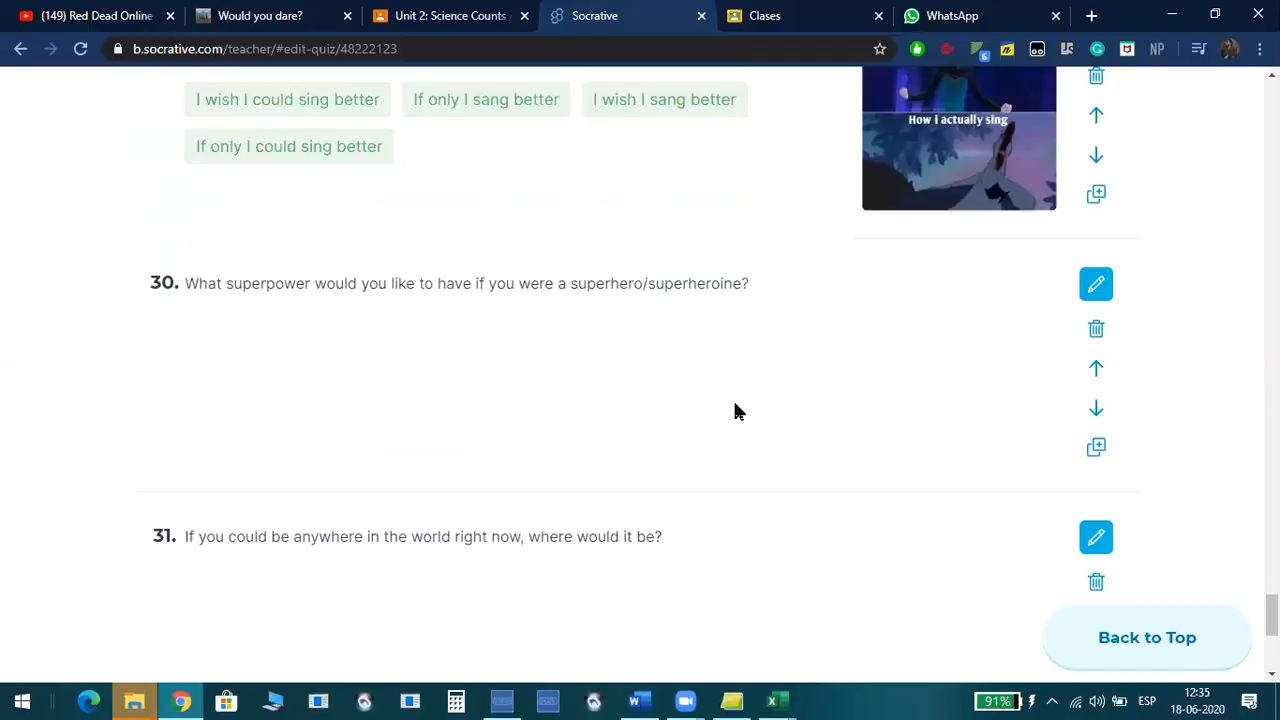 (149) Red Dead Online
Would you dare?
Unit 2: Science Counts /
Socrative
Clases
WhatsApp
b.socrative.com/teacher/#edit-quiz/48222123
6
NP
I wish I could sing better
If only I sang better
I wish I sang better
If only I could sing better
How i actually sing
30. What superpower would you like to have if you were a superhero/superheroine?
31. If you could be anywhere in the world right now, where would it be?
Back to Top
91%
ESP
12:35
18-06-2020